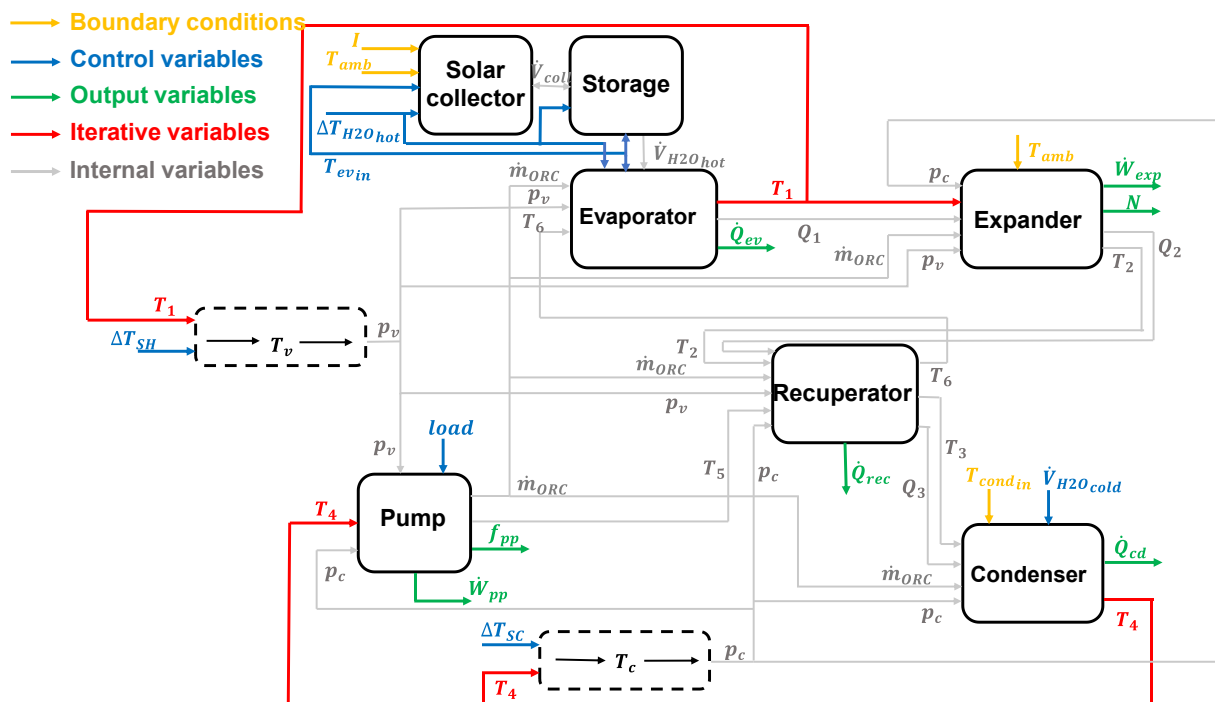 Boundary conditions
Control variables
Output variables
Iterative variables
Internal variables
I
T_amb
ΔT_H2O_hot
T_ev_in
Solar
collector
V̇_coll
Storage
V̇_H2O_hot
ṁ_ORC
p_v
T_6
Evaporator
T_1
Q_1
Q̇_ev
p_c
T_amb
Expander
Ẇ_exp
N
Q_2
T_2
ṁ_ORC
p_v
T_1
ΔT_SH
T_v
p_v
T_2
ṁ_ORC
p_v
Recuperator
T_6
T_3
Q̇_rec
Q_3
p_v
load
T_5
p_c
T_4
Pump
ṁ_ORC
f_pp
p_c
Ẇ_pp
T_cond_in
V̇_H2O_cold
ṁ_ORC
Condenser
Q̇_cd
p_c
T_4
ΔT_SC
T_c
p_c
T_4